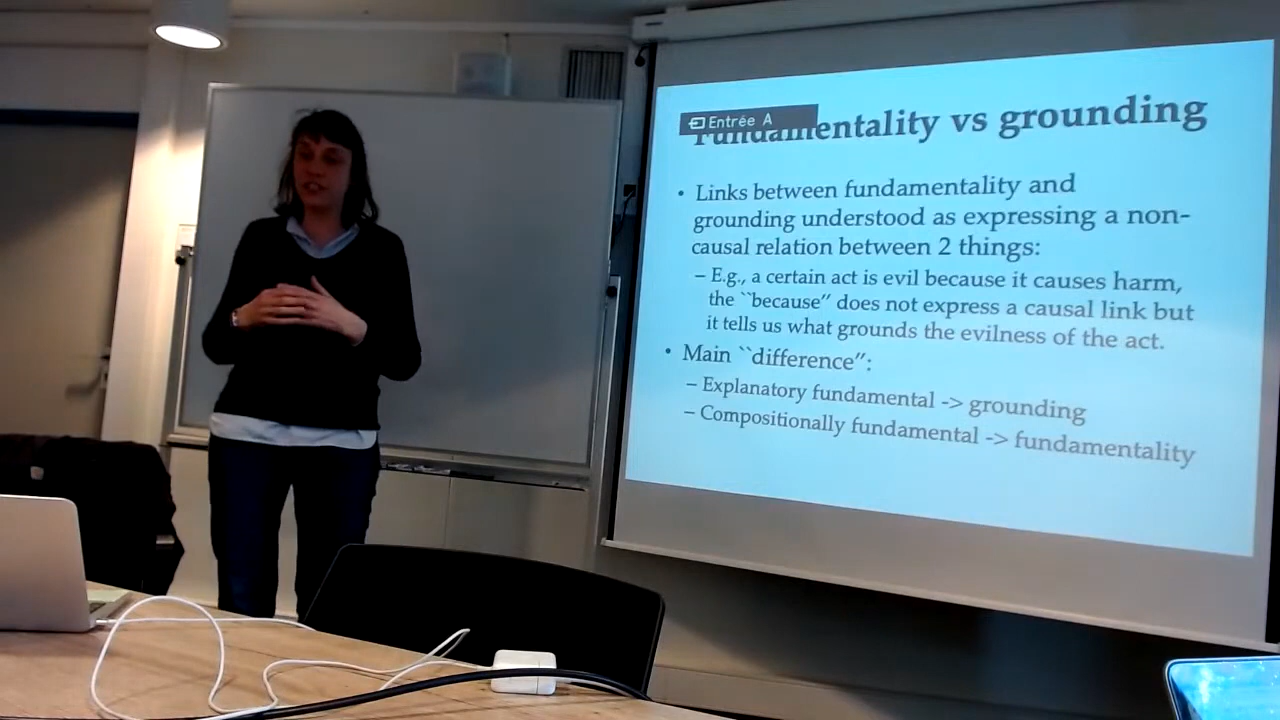 Entrée A
Fundamentality vs grounding
• Links between fundamentality and
grounding understood as expressing a non-
causal relation between 2 things:
– E.g., a certain act is evil because it causes harm,
the ``because'' does not express a causal link but
it tells us what grounds the evilness of the act.
• Main ``difference'':
– Explanatory fundamental -> grounding
– Compositionally fundamental -> fundamentality